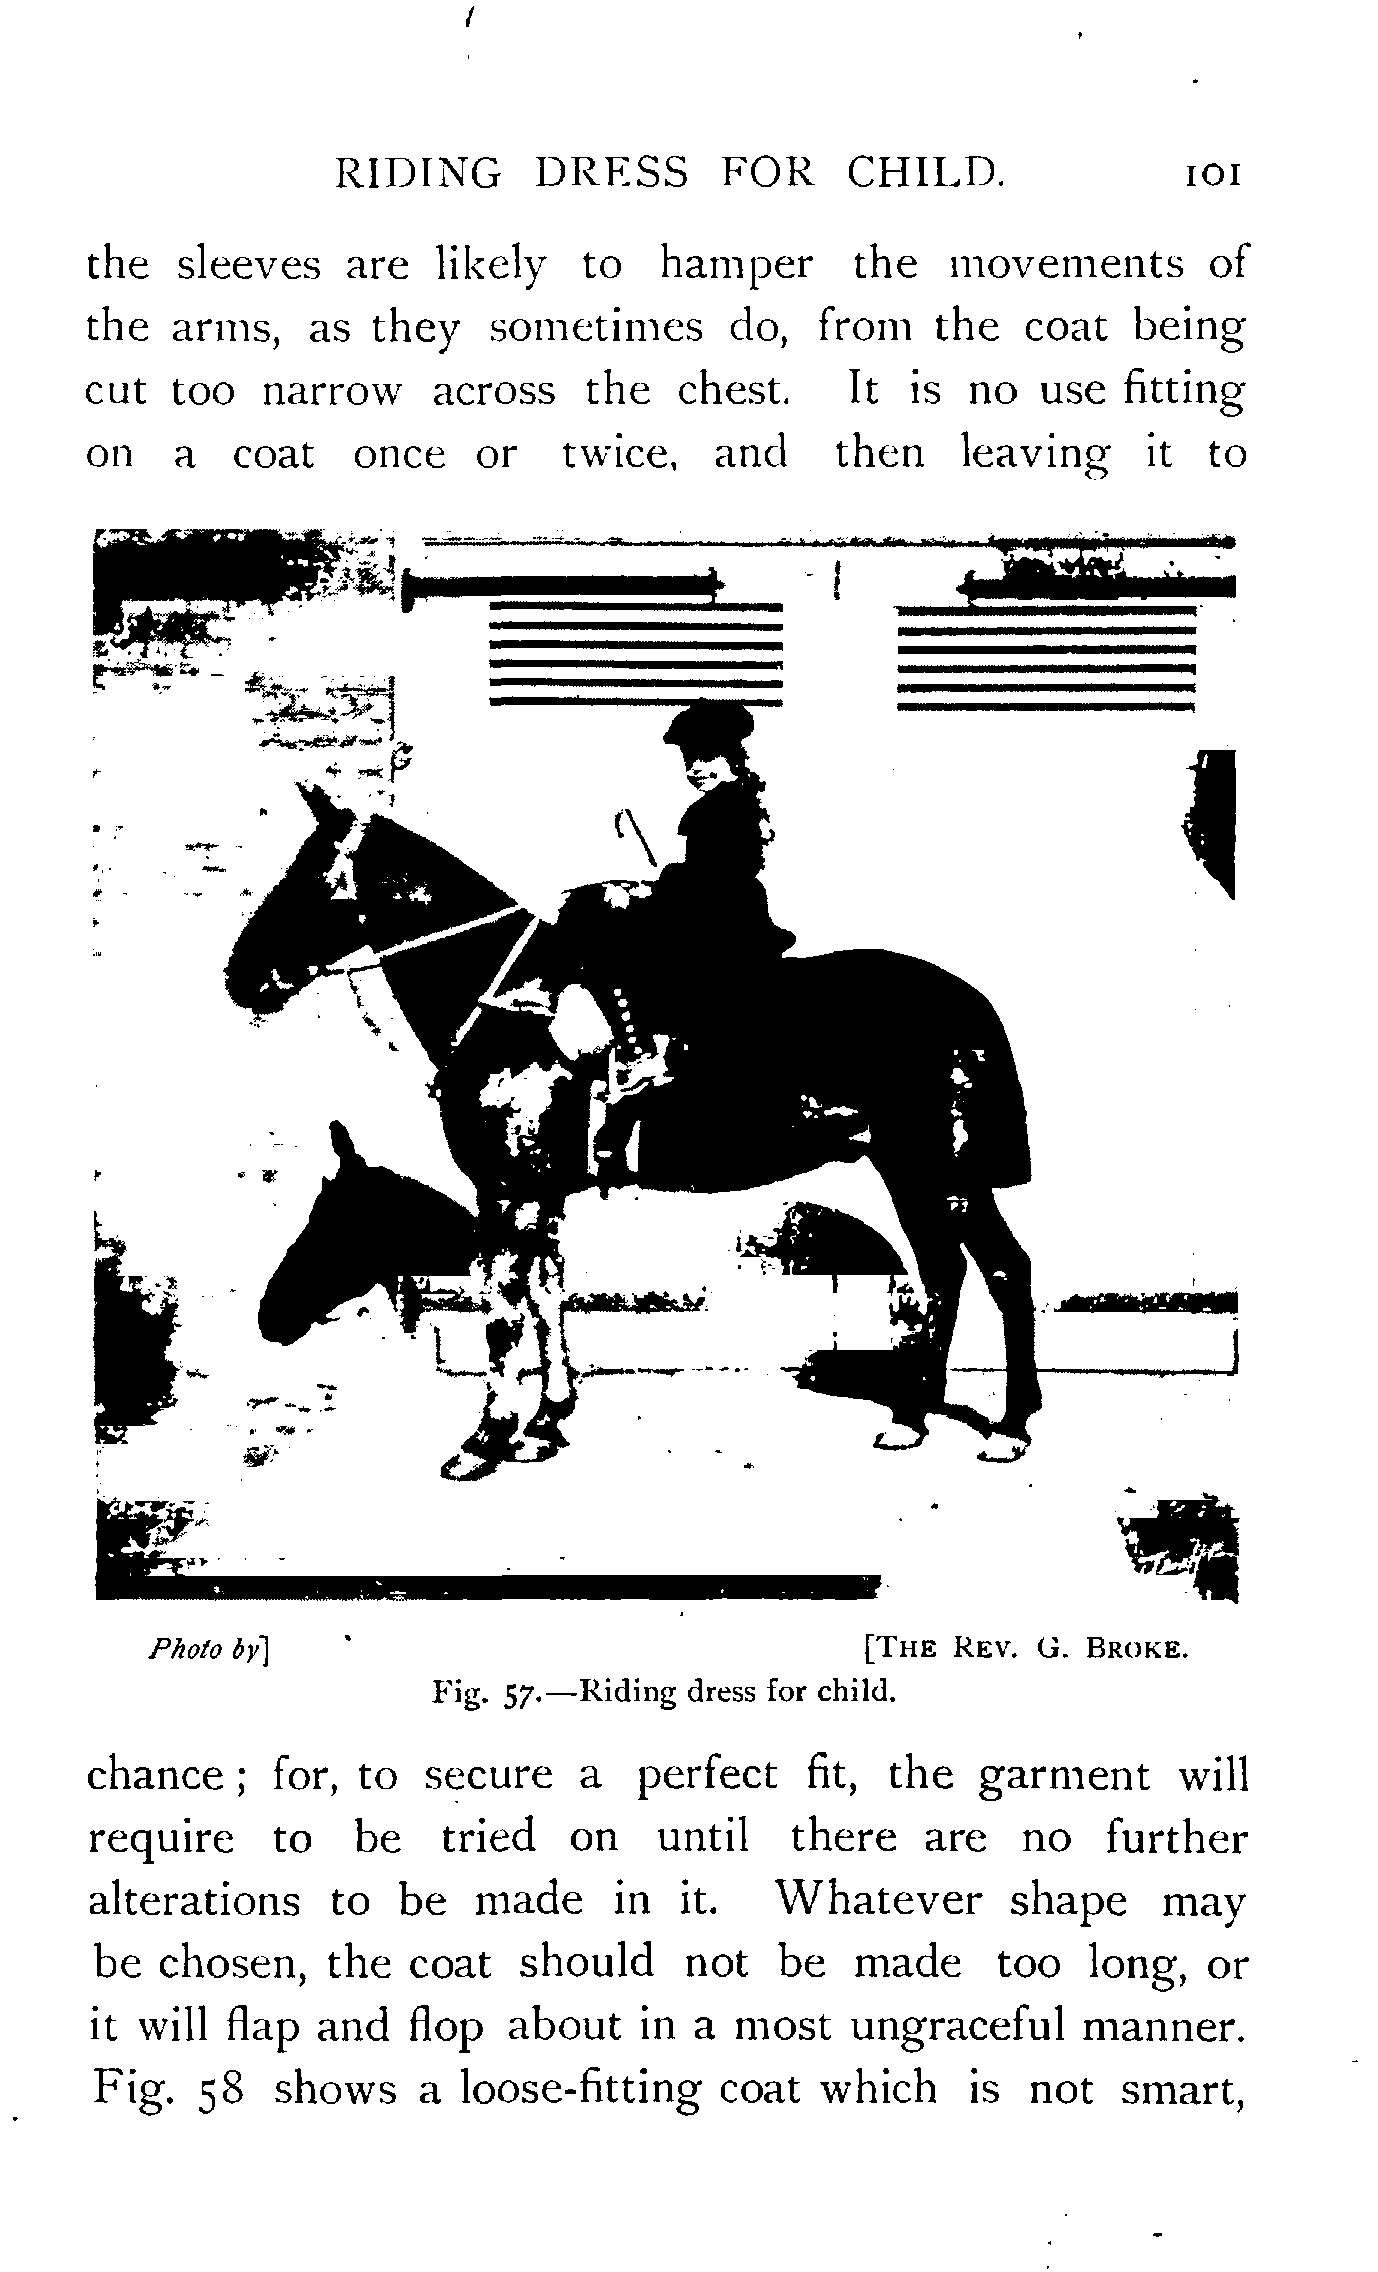 RIDING DRESS FOR CHILD. 101
the sleeves are likely to hamper the movements of
the arms, as they sometimes do, from the coat being
cut too narrow across the chest. It is no use fitting
on a coat once or twice, and then leaving it to
Photo by] [THE REV. G. BROKE.
Fig. 57.—Riding dress for child.
chance ; for, to secure a perfect fit, the garment will
require to be tried on until there are no further
alterations to be made in it. Whatever shape may
be chosen, the coat should not be made too long, or
it will flap and flop about in a most ungraceful manner.
Fig. 58 shows a loose-fitting coat which is not smart,